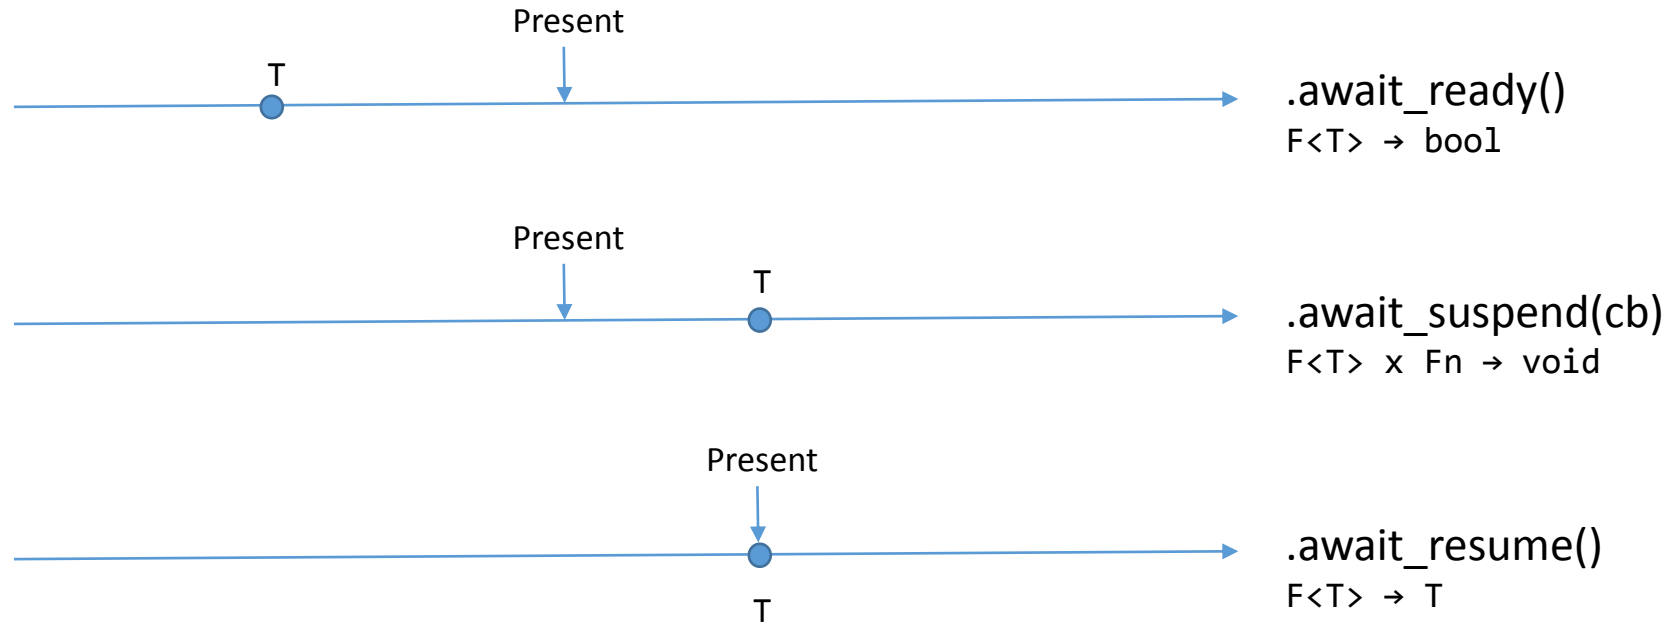 Present
T
.await_ready()
F<T> → bool
Present
T
.await_suspend(cb)
F<T> x Fn → void
Present
.await_resume()
F<T> → T
T